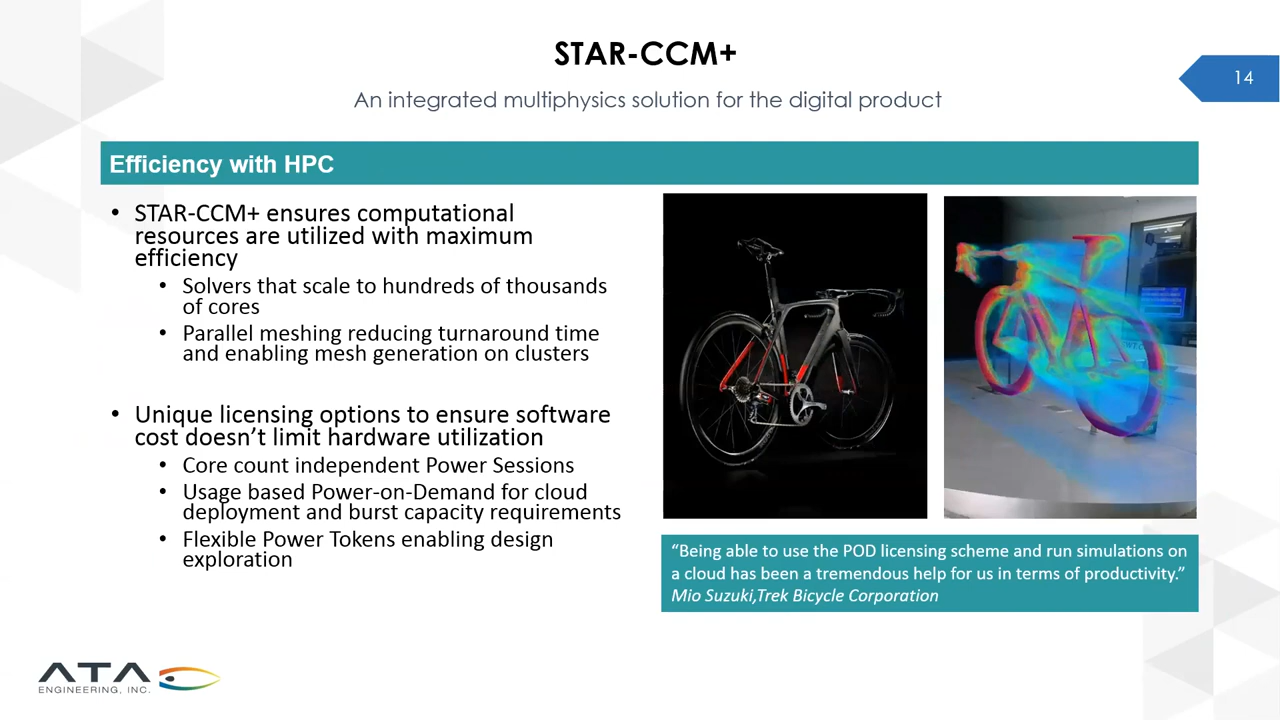 STAR-CCM+
An integrated multiphysics solution for the digital product
14
Efficiency with HPC
• STAR-CCM+ ensures computational
resources are utilized with maximum
efficiency
• Solvers that scale to hundreds of thousands
of cores
• Parallel meshing reducing turnaround time
and enabling mesh generation on clusters
• Unique licensing options to ensure software
cost doesn’t limit hardware utilization
• Core count independent Power Sessions
• Usage based Power-on-Demand for cloud
deployment and burst capacity requirements
• Flexible Power Tokens enabling design
exploration
“Being able to use the POD licensing scheme and run simulations on
a cloud has been a tremendous help for us in terms of productivity.”
Mio Suzuki,Trek Bicycle Corporation
ATA
ENGINEERING, INC.